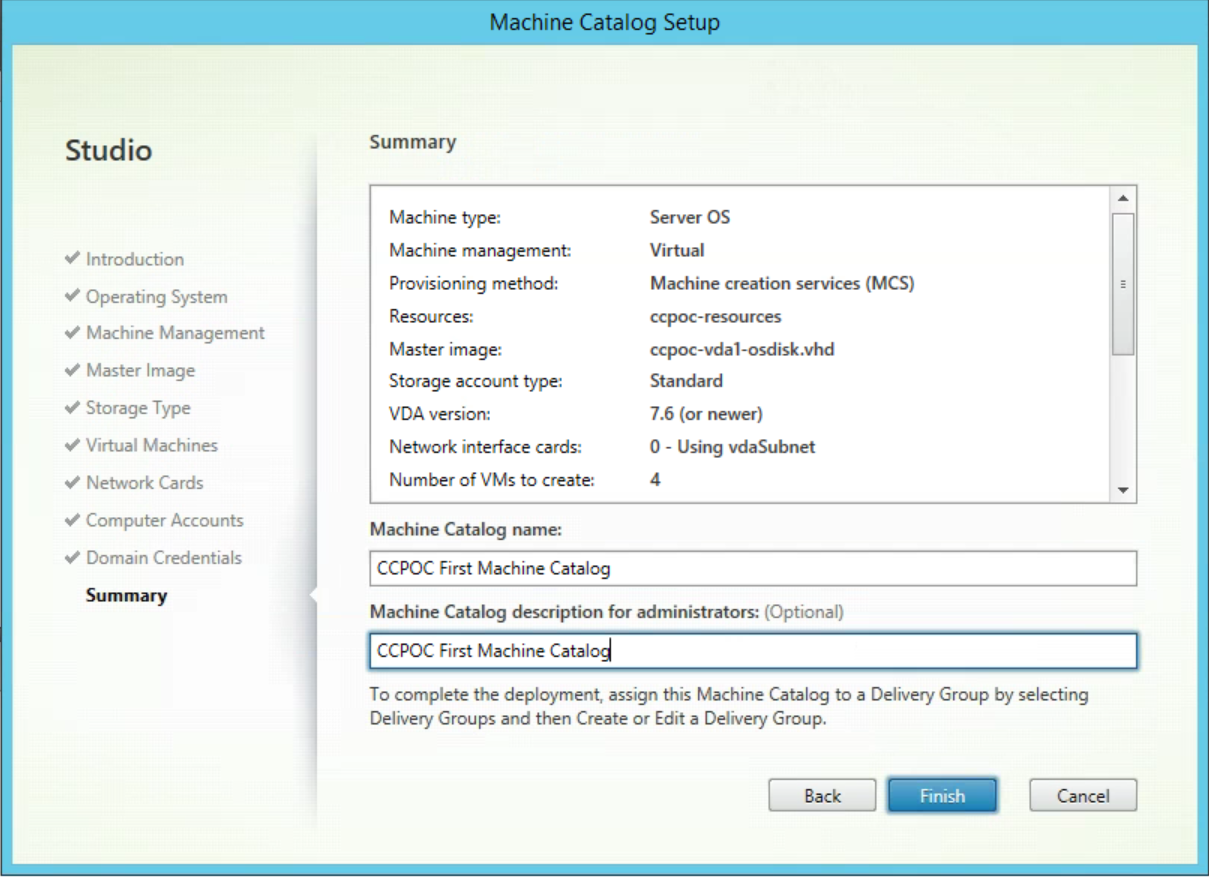 Machine Catalog Setup
Studio
Introduction
Operating System
Machine Management
Master Image
Storage Type
Virtual Machines
Network Cards
Computer Accounts
Domain Credentials
Summary
Summary
Machine type: Server OS
Machine management: Virtual
Provisioning method: Machine creation services (MCS)
Resources: ccpoc-resources
Master image: ccpoc-vda1-osdisk.vhd
Storage account type: Standard
VDA version: 7.6 (or newer)
Network interface cards: 0 - Using vdaSubnet
Number of VMs to create: 4
Machine Catalog name:
CCPOC First Machine Catalog
Machine Catalog description for administrators: (Optional)
CCPOC First Machine Catalog
To complete the deployment, assign this Machine Catalog to a Delivery Group by selecting
Delivery Groups and then Create or Edit a Delivery Group.
Back Finish Cancel